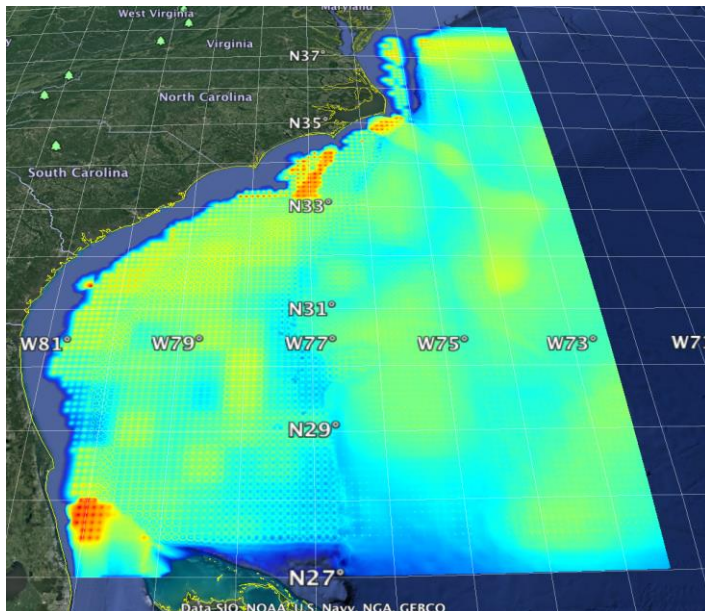 Maryland
West Virginia
Virginia
N37°
North Carolina
N35°
South Carolina
N33°
N31°
W81° W79° W77° W75° W73°
N29°
N27°
Data SIO, NOAA, U.S. Navy, NGA, GEBCO